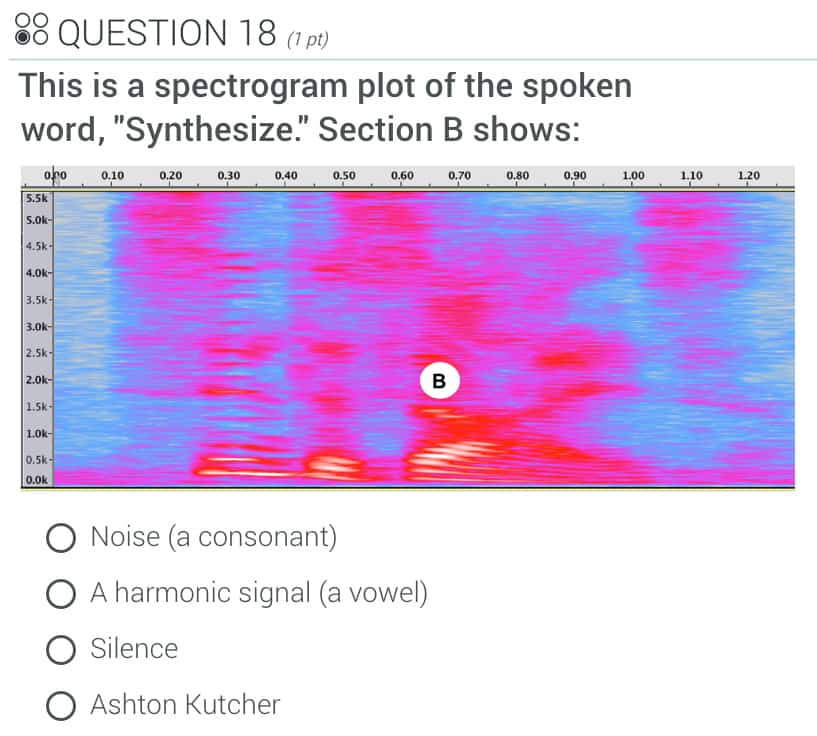 QUESTION 18 (1 pt)
This is a spectrogram plot of the spoken
word, "Synthesize." Section B shows:
0.00 0.10 0.20 0.30 0.40 0.50 0.60 0.70 0.80 0.90 1.00 1.10 1.20
5.5k
5.0k
4.5k
4.0k
3.5k
3.0k
2.5k
2.0k
B
1.5k
1.0k
0.5k
0.0k
Noise (a consonant)
A harmonic signal (a vowel)
Silence
Ashton Kutcher